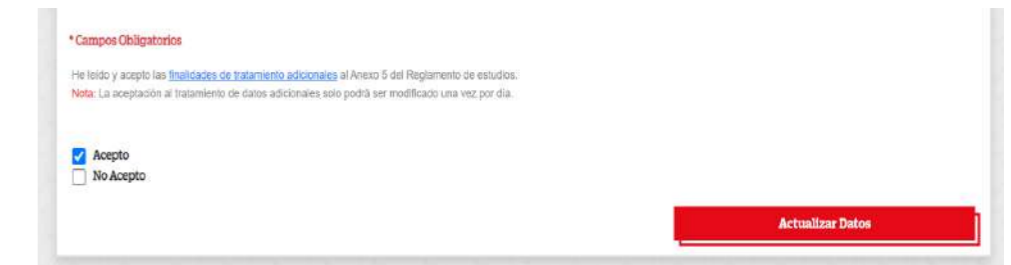 * Campos Obligatorios
He leído y acepto las finalidades de tratamiento adicionales al Anexo 5 del Reglamento de estudios.
Nota: La aceptación al tratamiento de datos adicionales solo podrá ser modificado una vez por día.
Acepto
No Acepto
Actualizar Datos